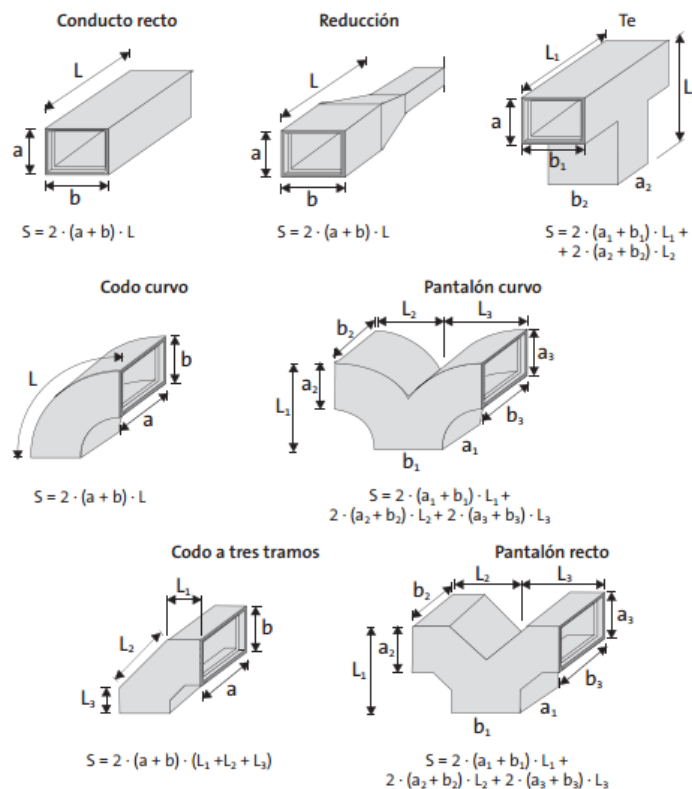 Conducto recto
L
a
b
S = 2 · (a + b) · L
Reducción
L
a
b
S = 2 · (a + b) · L
Te
L₁
a
b₁
L
a₂
b₂
S = 2 · (a₁ + b₁) · L₁ +
+ 2 · (a₂ + b₂) · L₂
Codo curvo
L
b
a
S = 2 · (a + b) · L
Pantalón curvo
b₂
L₂
L₃
a₂
a₃
L₁
b₃
a₁
b₁
S = 2 · (a₁ + b₁) · L₁ +
2 · (a₂ + b₂) · L₂ + 2 · (a₃ + b₃) · L₃
Codo a tres tramos
L₁
L₂
b
L₃
a
S = 2 · (a + b) · (L₁ +L₂ + L₃)
Pantalón recto
b₂
L₂
L₃
a₂
a₃
L₁
b₃
a₁
b₁
S = 2 · (a₁ + b₁) · L₁ +
2 · (a₂ + b₂) · L₂ + 2 · (a₃ + b₃) · L₃